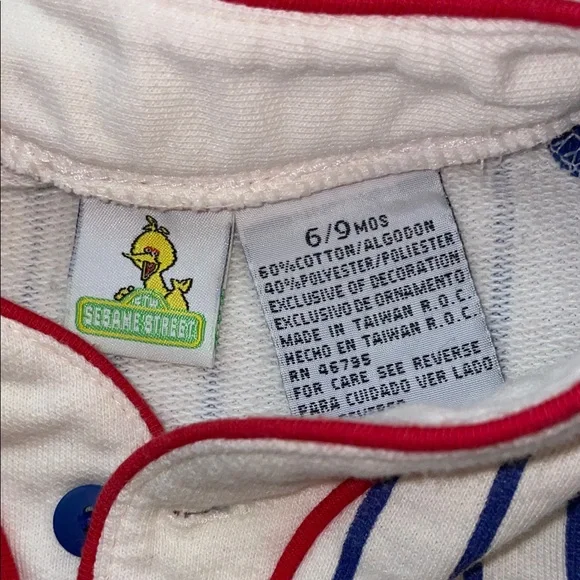 CTW
SESAME STREET
6/9 MOS
60%COTTON/ALGODON
40%POLYESTER/POLIESTER
EXCLUSIVE OF DECORATION
EXCLUSIVO DE ORNAMENTO
MADE IN TAIWAN R.O.C.
HECHO EN TAIWAN R.O.C.
RN 46795
FOR CARE SEE REVERSE
PARA CUIDADO VER LADO